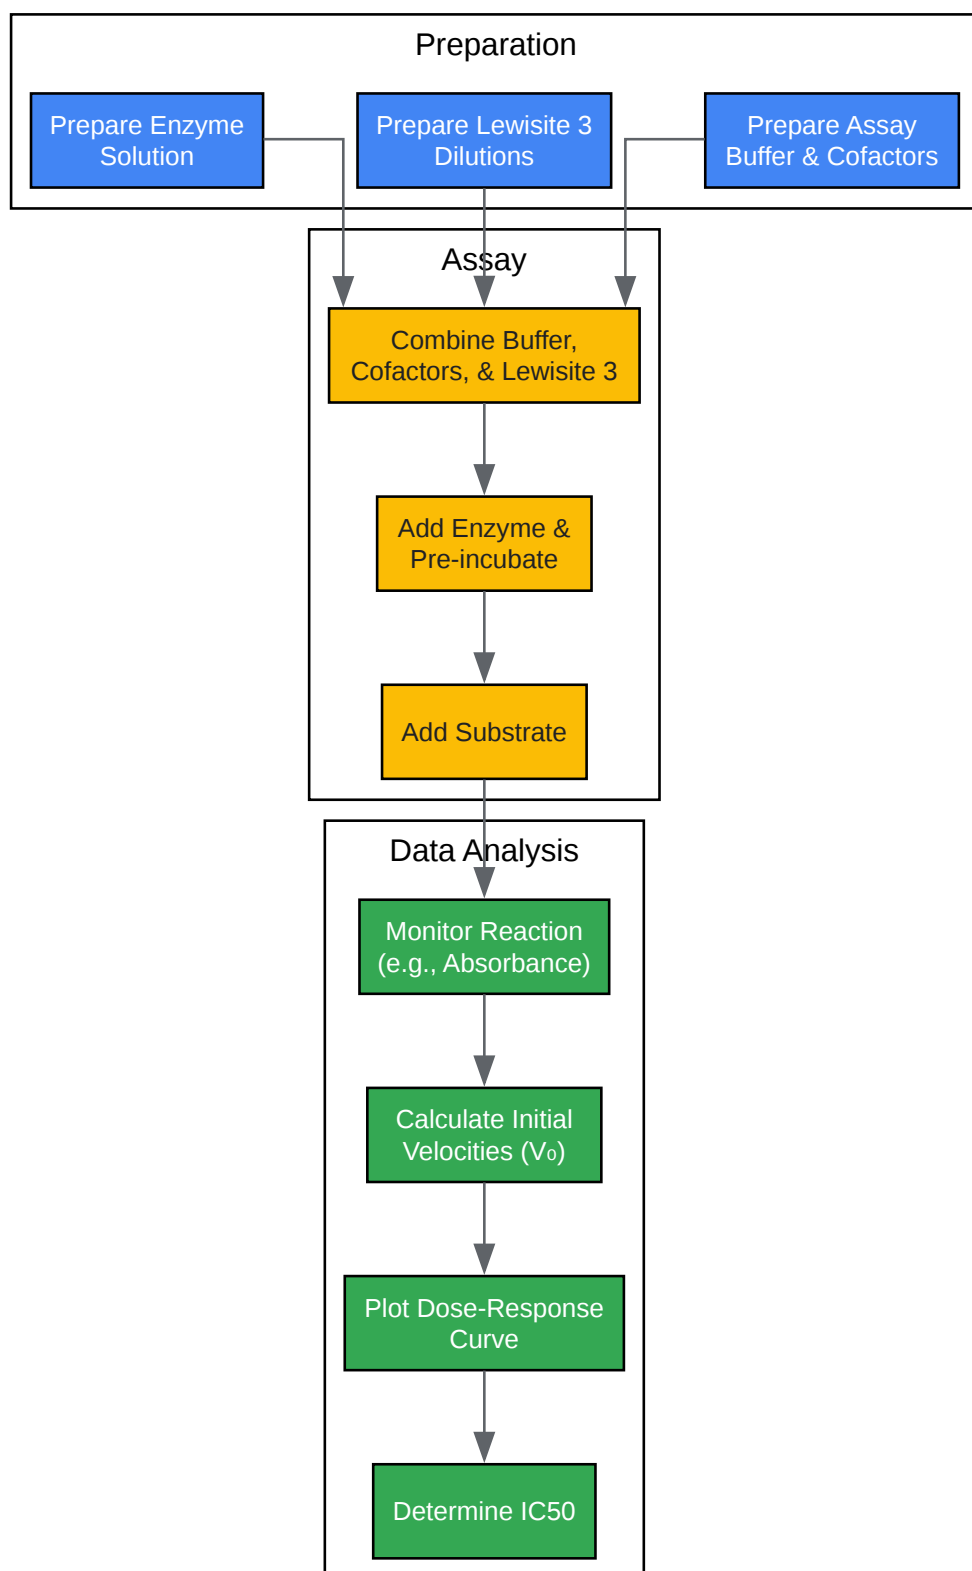 Preparation
Prepare Enzyme
Solution
Prepare Lewisite 3
Dilutions
Prepare Assay
Buffer & Cofactors
Assay
Combine Buffer,
Cofactors, & Lewisite 3
Add Enzyme &
Pre-incubate
Add Substrate
Data Analysis
Monitor Reaction
(e.g., Absorbance)
Calculate Initial
Velocities (V₀)
Plot Dose-Response
Curve
Determine IC50